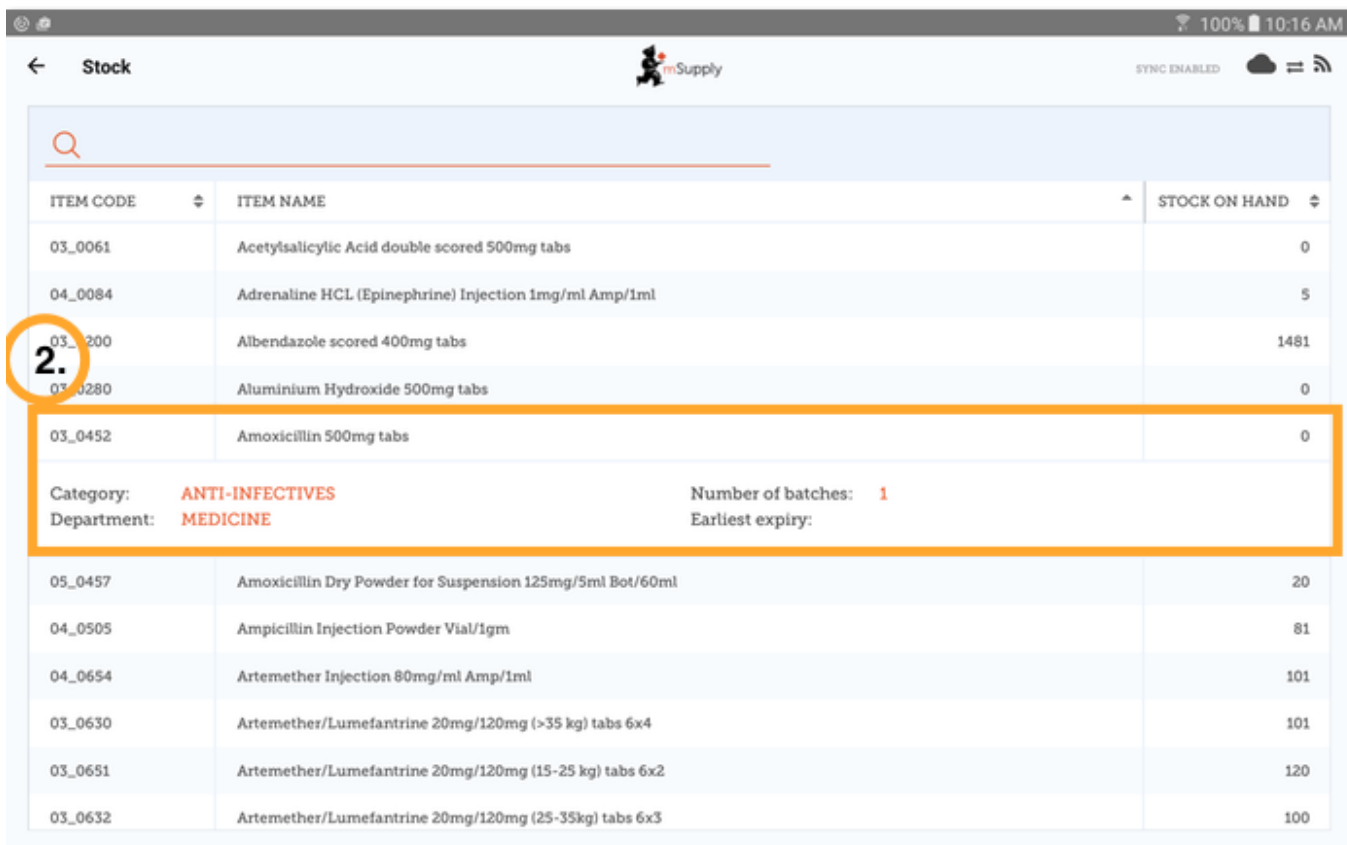 100% 10:16 AM
Stock
mSupply
SYNC ENABLED
ITEM CODE ITEM NAME STOCK ON HAND
03_0061 Acetylsalicylic Acid double scored 500mg tabs 0
04_0084 Adrenaline HCL (Epinephrine) Injection 1mg/ml Amp/1ml 5
03_ 200 Albendazole scored 400mg tabs 1481
2.
03_0280 Aluminium Hydroxide 500mg tabs 0
03_0452 Amoxicillin 500mg tabs 0
Category: ANTI-INFECTIVES Number of batches: 1
Department: MEDICINE Earliest expiry:
05_0457 Amoxicillin Dry Powder for Suspension 125mg/5ml Bot/60ml 20
04_0505 Ampicillin Injection Powder Vial/1gm 81
04_0654 Artemether Injection 80mg/ml Amp/1ml 101
03_0630 Artemether/Lumefantrine 20mg/120mg (>35 kg) tabs 6x4 101
03_0651 Artemether/Lumefantrine 20mg/120mg (15-25 kg) tabs 6x2 120
03_0632 Artemether/Lumefantrine 20mg/120mg (25-35kg) tabs 6x3 100